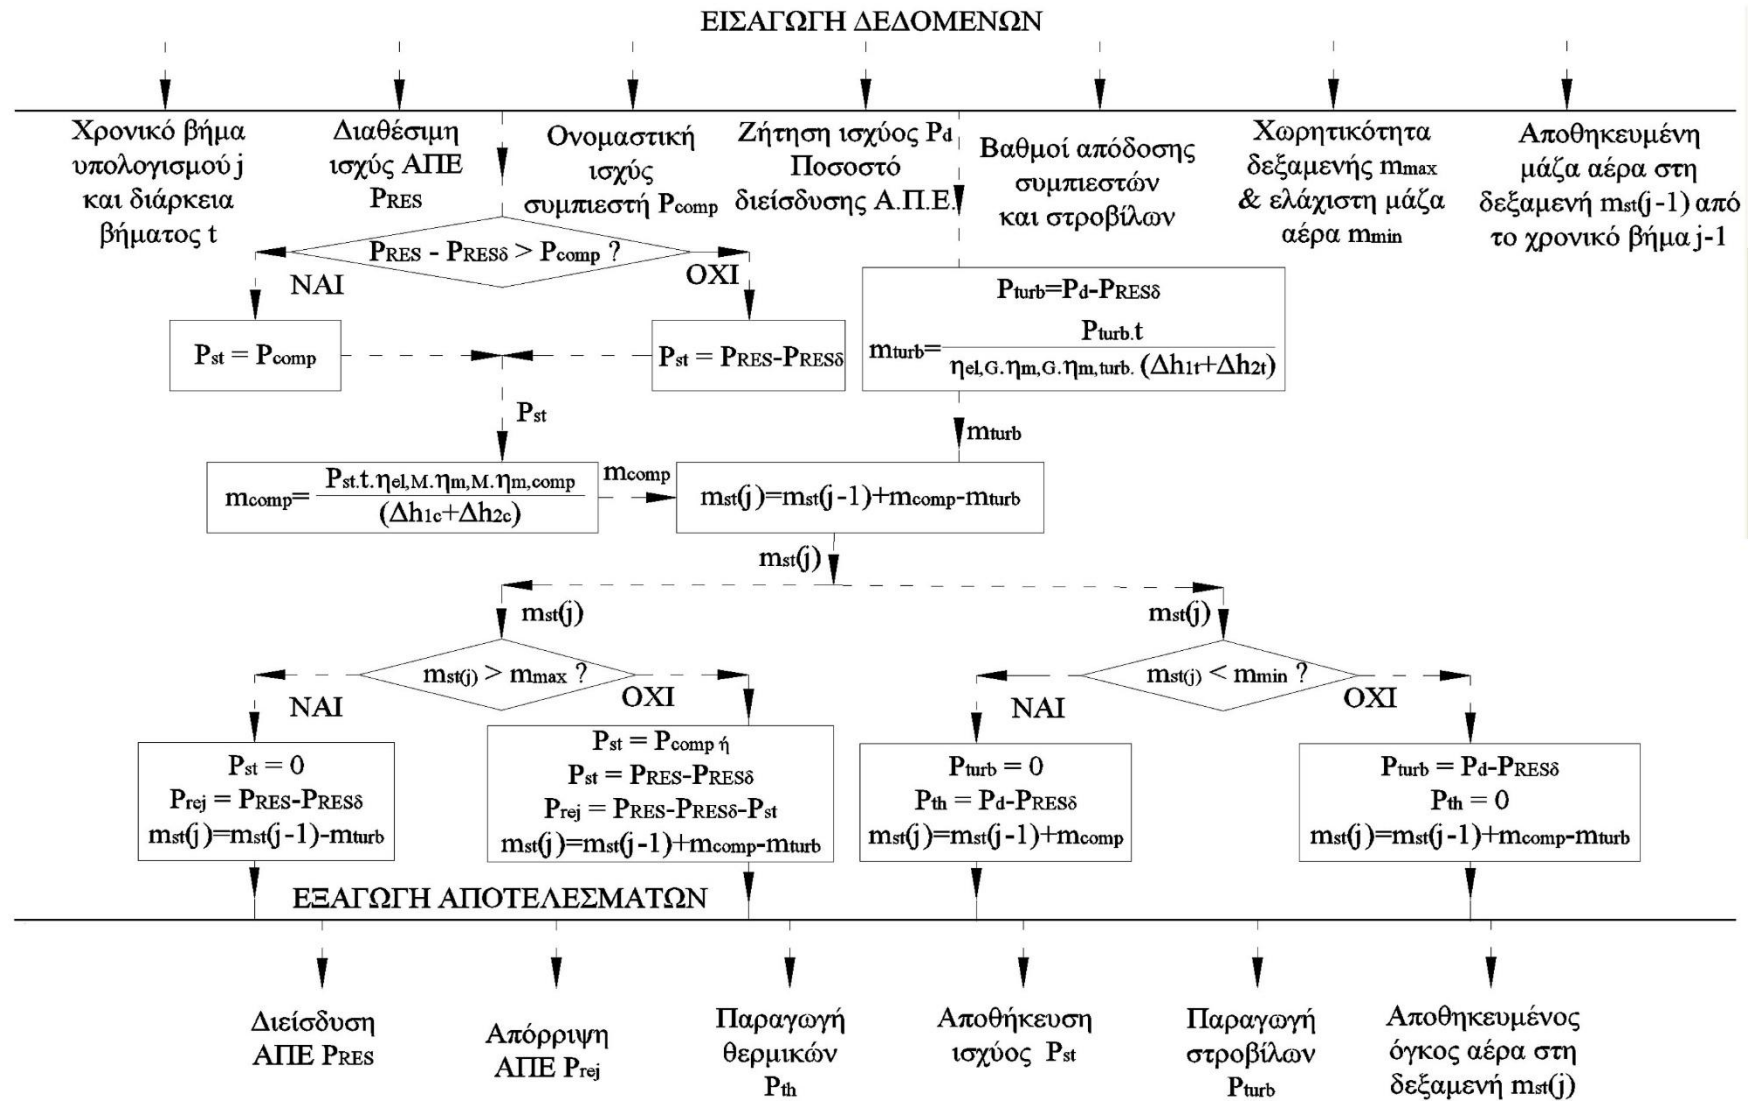 ΕΙΣΑΓΩΓΗ ΔΕΔΟΜΕΝΩΝ
Χρονικό βήμα
υπολογισμού j
και διάρκεια
βήματος t
Διαθέσιμη
ισχύς ΑΠΕ
PRES
Ονομαστική
ισχύς
συμπιεστή Pcomp
Ζήτηση ισχύος Pd
Ποσοστό
διείσδυσης Α.Π.Ε.
Βαθμοί απόδοσης
συμπιεστών
και στροβίλων
Χωρητικότητα
δεξαμενής mmax
& ελάχιστη μάζα
αέρα mmin
Αποθηκευμένη
μάζα αέρα στη
δεξαμενή mst(j-1) από
το χρονικό βήμα j-1
PRES - PRESδ > Pcomp ?
ΝΑΙ
ΟΧΙ
Pst = Pcomp
Pst = PRES-PRESδ
Pturb=Pd-PRESδ
Pturb.t
mturb=
ηel,G.ηm,G.ηm,turb. (Δh1t+Δh2t)
Pst
mturb
Pst.t.ηel,M.ηm,M.ηm,comp
mcomp=
(Δh1c+Δh2c)
mcomp
mst(j)=mst(j-1)+mcomp-mturb
mst(j)
mst(j)
mst(j)
mst(j) > mmax ?
ΝΑΙ
ΟΧΙ
mst(j) < mmin ?
ΝΑΙ
ΟΧΙ
Pst = 0
Prej = PRES-PRESδ
mst(j)=mst(j-1)-mturb
Pst = Pcomp ή
Pst = PRES-PRESδ
Prej = PRES-PRESδ-Pst
mst(j)=mst(j-1)+mcomp-mturb
Pturb = 0
Pth = Pd-PRESδ
mst(j)=mst(j-1)+mcomp
Pturb = Pd-PRESδ
Pth = 0
mst(j)=mst(j-1)+mcomp-mturb
ΕΞΑΓΩΓΗ ΑΠΟΤΕΛΕΣΜΑΤΩΝ
Διείσδυση
ΑΠΕ PRES
Απόρριψη
ΑΠΕ Prej
Παραγωγή
θερμικών
Pth
Αποθήκευση
ισχύος Pst
Παραγωγή
στροβίλων
Pturb
Αποθηκευμένος
όγκος αέρα στη
δεξαμενή mst(j)